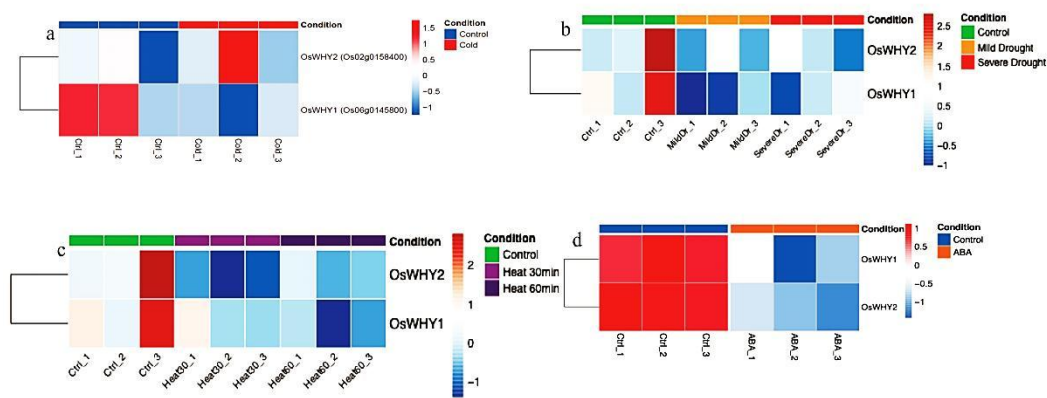 a
Condition
OsWHY2 (Os02g0158400)
OsWHY1 (Os06g0145800)
Ctrl_1
Ctrl_2
Ctrl_3
Cold_1
Cold_2
Cold_3
1.5
1
0.5
0
−0.5
−1
Condition
Control
Cold
b
Condition
OsWHY2
OsWHY1
Ctrl_1
Ctrl_2
Ctrl_3
MildDr_1
MildDr_2
MildDr_3
SevereDr_1
SevereDr_2
SevereDr_3
2.5
2
1.5
1
0.5
0
−0.5
−1
Condition
Control
Mild Drought
Severe Drought
c
Condition
OsWHY2
OsWHY1
Ctrl_1
Ctrl_2
Ctrl_3
Heat30_1
Heat30_2
Heat30_3
Heat60_1
Heat60_2
Heat60_3
2
1
0
−1
Condition
Control
Heat 30min
Heat 60min
d
Condition
OsWHY1
OsWHY2
Ctrl_1
Ctrl_2
Ctrl_3
ABA_1
ABA_2
ABA_3
1
0.5
0
−0.5
−1
Condition
Control
ABA